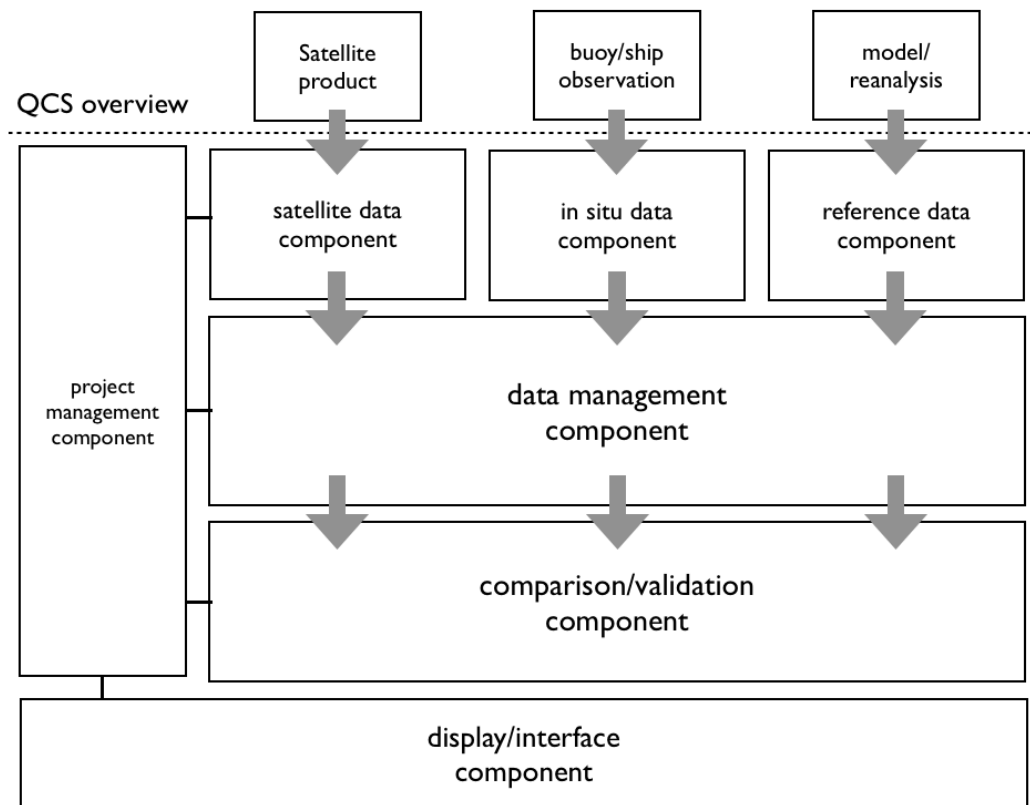 Satellite
product
buoy/ship
observation
model/
reanalysis
QCS overview
satellite data
component
in situ data
component
reference data
component
project
management
component
data management
component
comparison/validation
component
display/interface
component